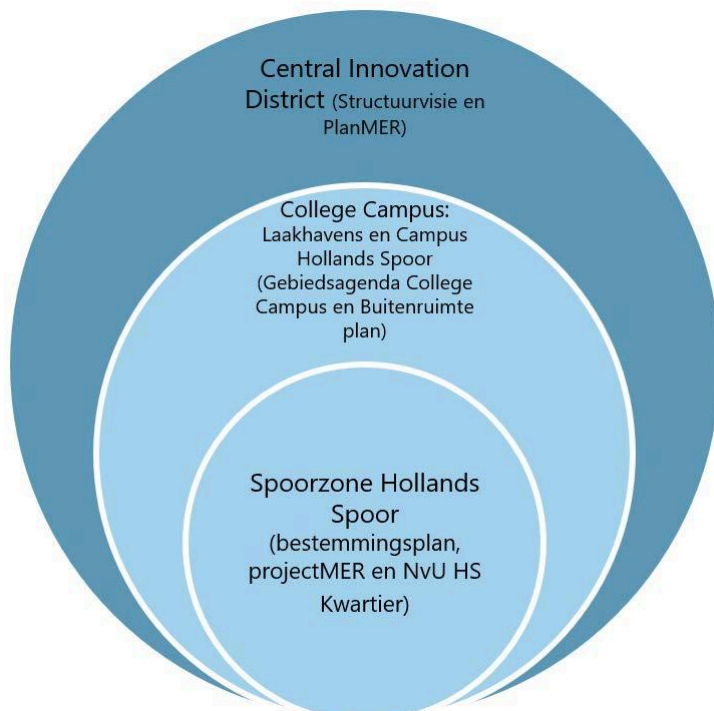 Central Innovation
District (Structuurvisie en
PlanMER)
College Campus:
Laakhavens en Campus
Hollands Spoor
(Gebiedsagenda College
Campus en Buitenruimte
plan)
Spoorzone Hollands
Spoor
(bestemmingsplan,
projectMER en NvU HS
Kwartier)